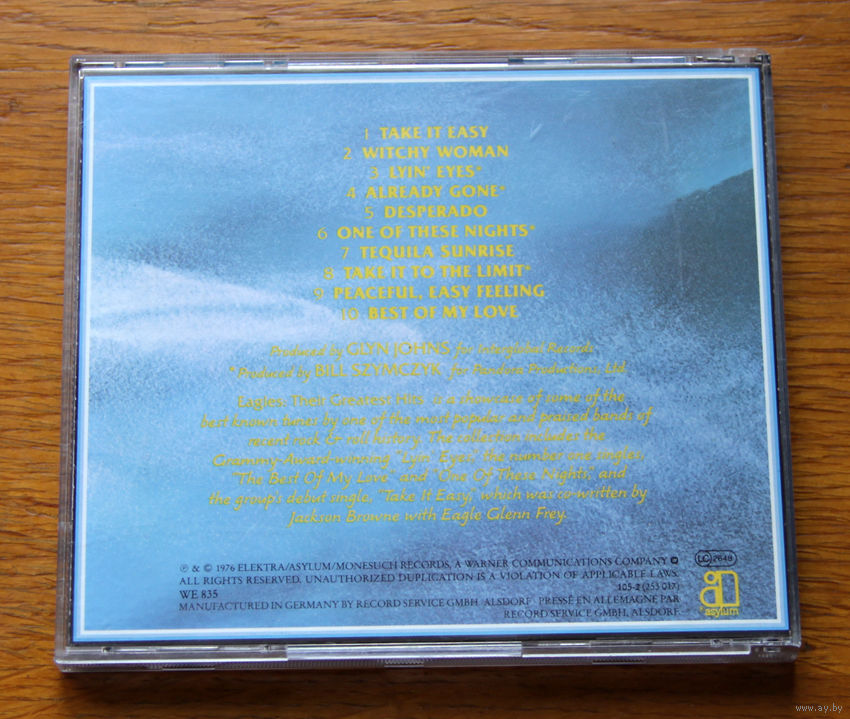 1 TAKE IT EASY
2 WITCHY WOMAN
3 LYIN' EYES*
4 ALREADY GONE*
5 DESPERADO
6 ONE OF THESE NIGHTS*
7 TEQUILA SUNRISE
8 TAKE IT TO THE LIMIT*
9 PEACEFUL, EASY FEELING
10 BEST OF MY LOVE
Produced by GLYN JOHNS for Interglobal Records
*Produced by BILL SZYMCZYK for Pandora Productions, Ltd.
Eagles: Their Greatest Hits is a showcase of some of the
best known tunes by one of the most popular and praised bands of
recent rock & roll history. The collection includes the
Grammy-Award-winning "Lyin' Eyes," the number one singles,
"The Best Of My Love" and "One Of These Nights," and
the group's debut single, "Take It Easy," which was co-written by
Jackson Browne with Eagle Glenn Frey.
℗ & © 1976 ELEKTRA/ASYLUM/NONESUCH RECORDS, A WARNER COMMUNICATIONS COMPANY
LC 2649
ALL RIGHTS RESERVED. UNAUTHORIZED DUPLICATION IS A VIOLATION OF APPLICABLE LAWS.
WE 835
105-2 (253 017)
MANUFACTURED IN GERMANY BY RECORD SERVICE GMBH, ALSDORF. PRESSÉ EN ALLEMAGNE PAR
RECORD SERVICE GMBH, ALSDORF.
asylum
www.ay.by